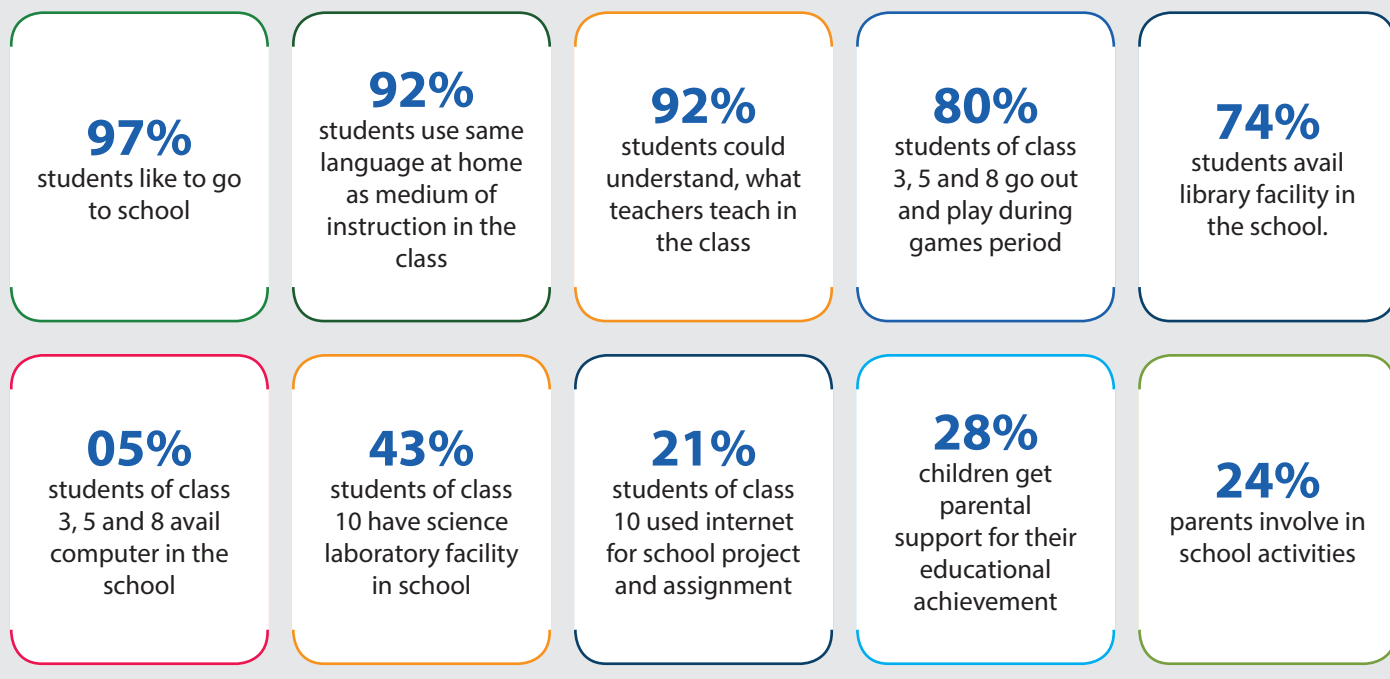 97%
students like to go
to school
92%
students use same
language at home
as medium of
instruction in the
class
92%
students could
understand, what
teachers teach in
the class
80%
students of class
3, 5 and 8 go out
and play during
games period
74%
students avail
library facility in
the school.
05%
students of class
3, 5 and 8 avail
computer in the
school
43%
students of class
10 have science
laboratory facility
in school
21%
students of class
10 used internet
for school project
and assignment
28%
children get
parental
support for their
educational
achievement
24%
parents involve in
school activities